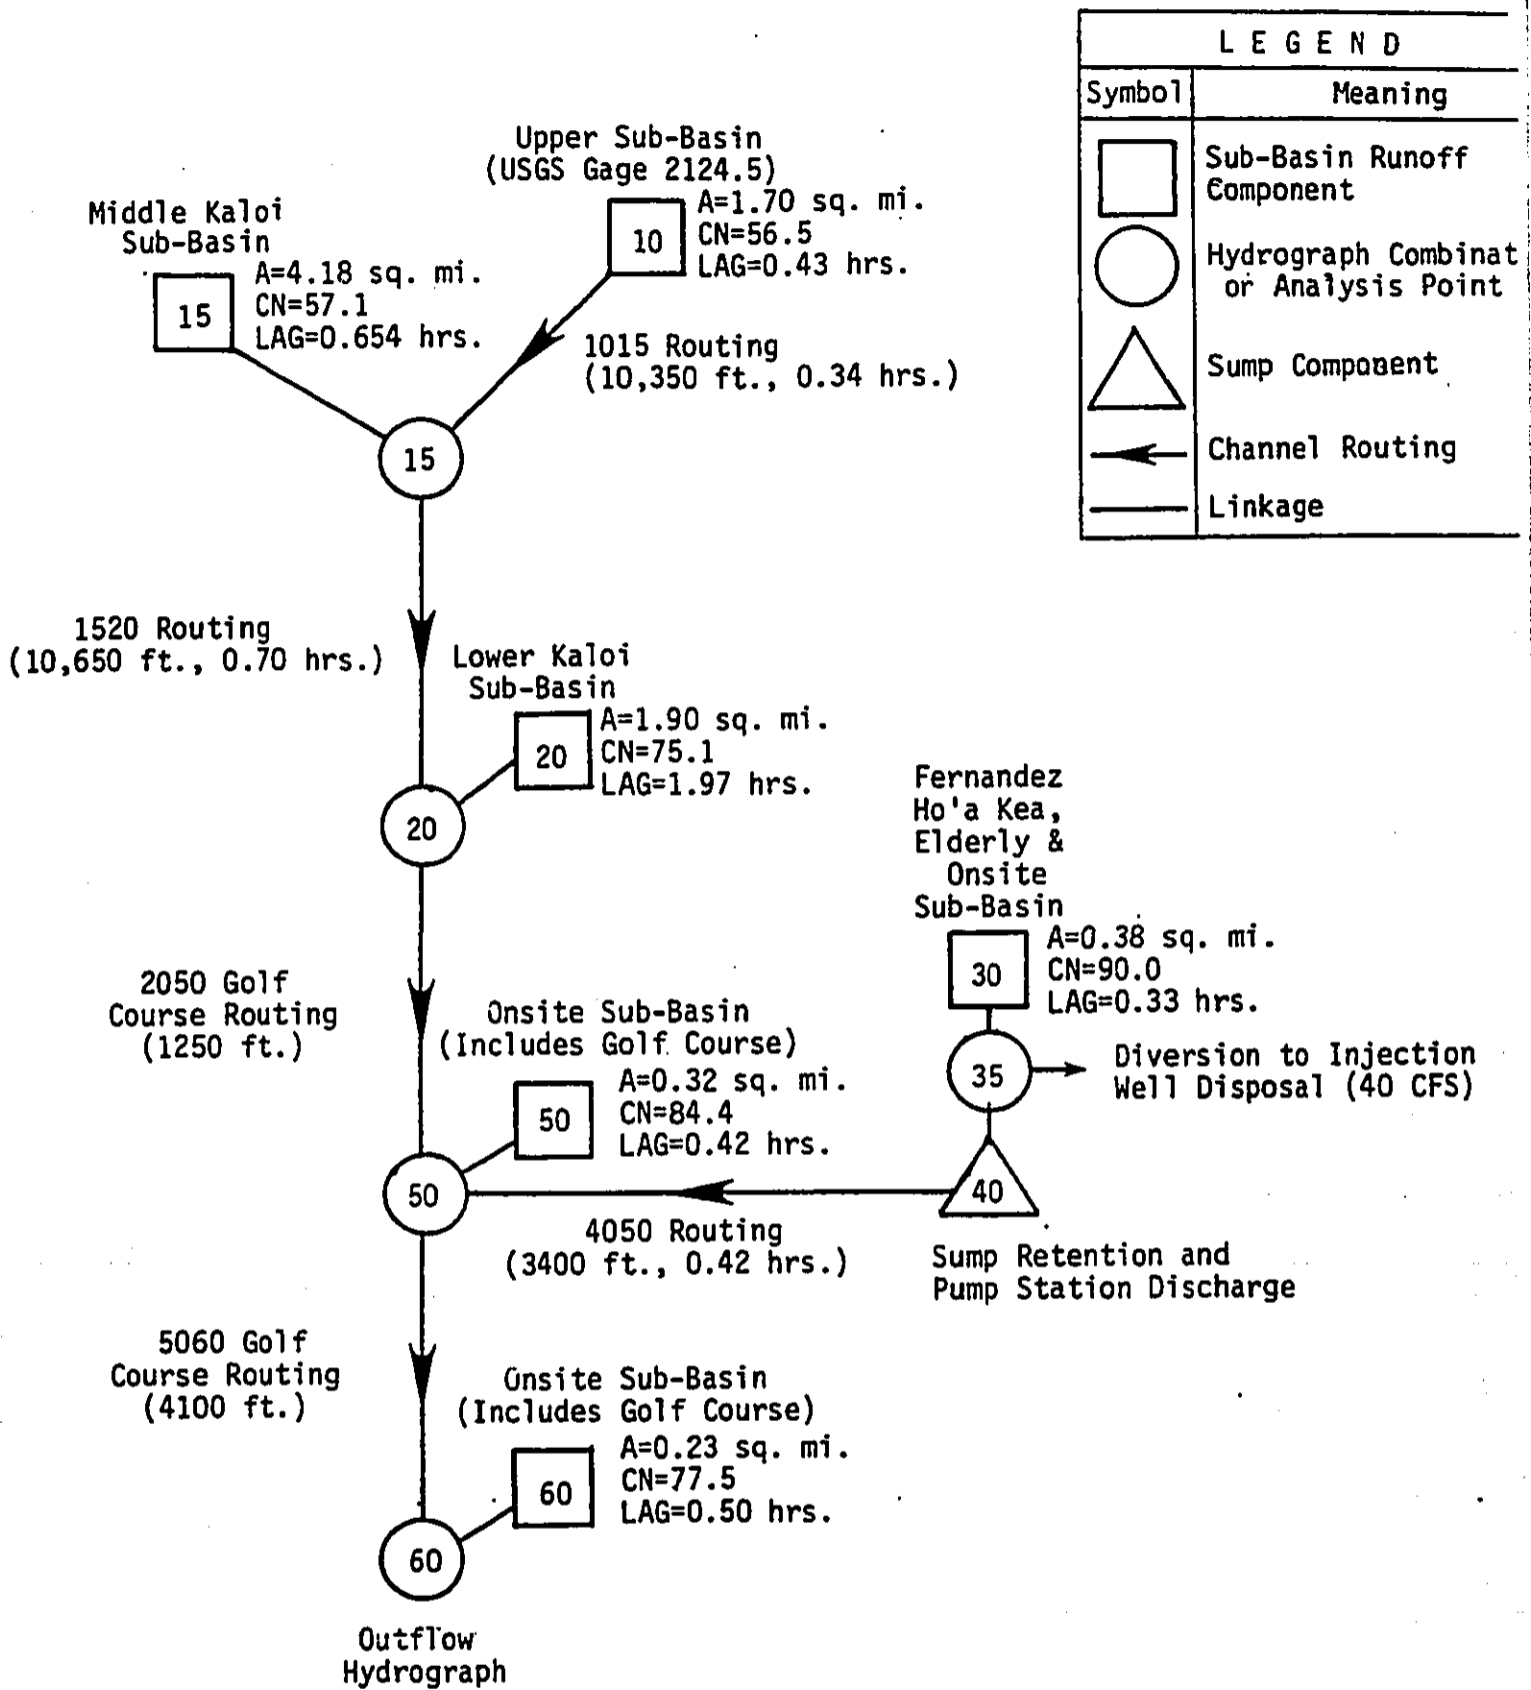 L E G E N D
Symbol Meaning
Sub-Basin Runoff
Component
Hydrograph Combinat
or Analysis Point
Sump Component
Channel Routing
Linkage
Upper Sub-Basin
(USGS Gage 2124.5)
10
A=1.70 sq. mi.
CN=56.5
LAG=0.43 hrs.
Middle Kaloi
Sub-Basin
15
A=4.18 sq. mi.
CN=57.1
LAG=0.654 hrs.
1015 Routing
(10,350 ft., 0.34 hrs.)
15
1520 Routing
(10,650 ft., 0.70 hrs.)
Lower Kaloi
Sub-Basin
20
A=1.90 sq. mi.
CN=75.1
LAG=1.97 hrs.
20
Fernandez
Ho'a Kea,
Elderly &
Onsite
Sub-Basin
30
A=0.38 sq. mi.
CN=90.0
LAG=0.33 hrs.
35
Diversion to Injection
Well Disposal (40 CFS)
40
Sump Retention and
Pump Station Discharge
2050 Golf
Course Routing
(1250 ft.)
Onsite Sub-Basin
(Includes Golf Course)
50
A=0.32 sq. mi.
CN=84.4
LAG=0.42 hrs.
50
4050 Routing
(3400 ft., 0.42 hrs.)
5060 Golf
Course Routing
(4100 ft.)
Onsite Sub-Basin
(Includes Golf Course)
60
A=0.23 sq. mi.
CN=77.5
LAG=0.50 hrs.
60
Outflow
Hydrograph